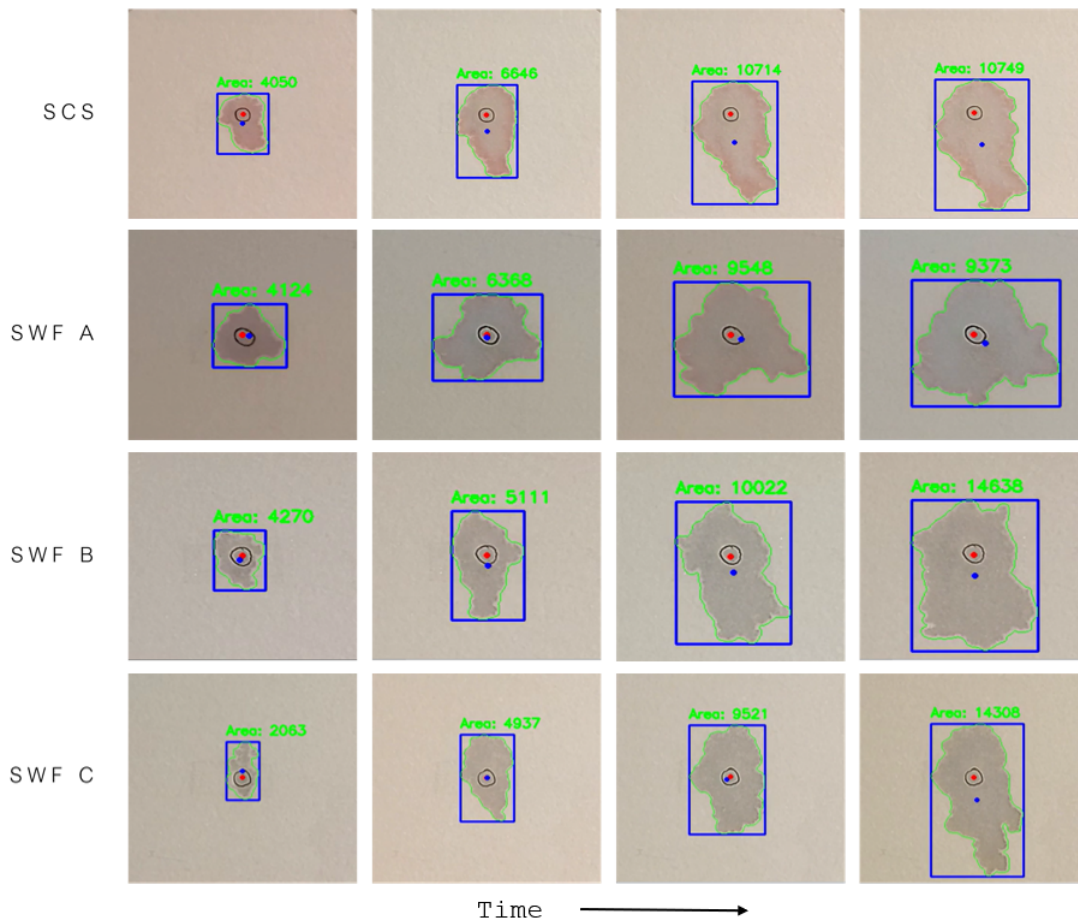 SCS
Area: 4050
Area: 6646
Area: 10714
Area: 10749
SWF A
Area: 4124
Area: 6368
Area: 9548
Area: 9373
SWF B
Area: 4270
Area: 5111
Area: 10022
Area: 14638
SWF C
Area: 2063
Area: 4937
Area: 9521
Area: 14308
Time